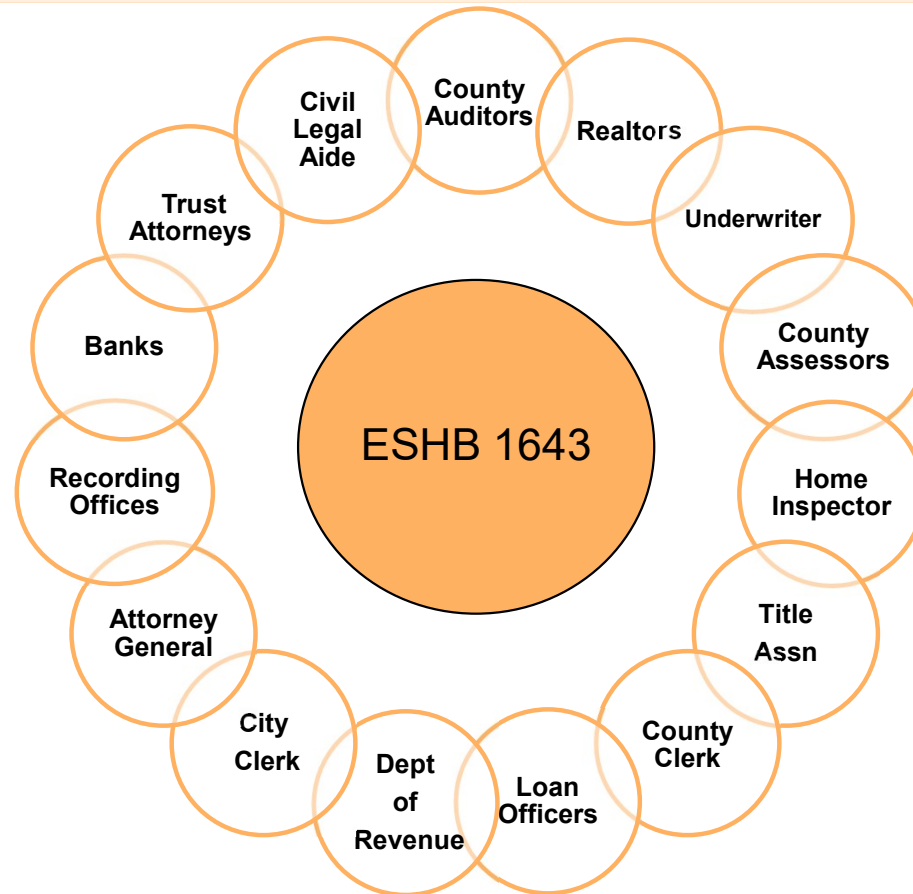 County
Auditors
Realtors
Underwriter
County
Assessors
Home
Inspector
Title
Assn
County
Clerk
Loan
Officers
Dept
of
Revenue
City
Clerk
Attorney
General
Recording
Offices
Banks
Trust
Attorneys
Civil
Legal
Aide
ESHB 1643